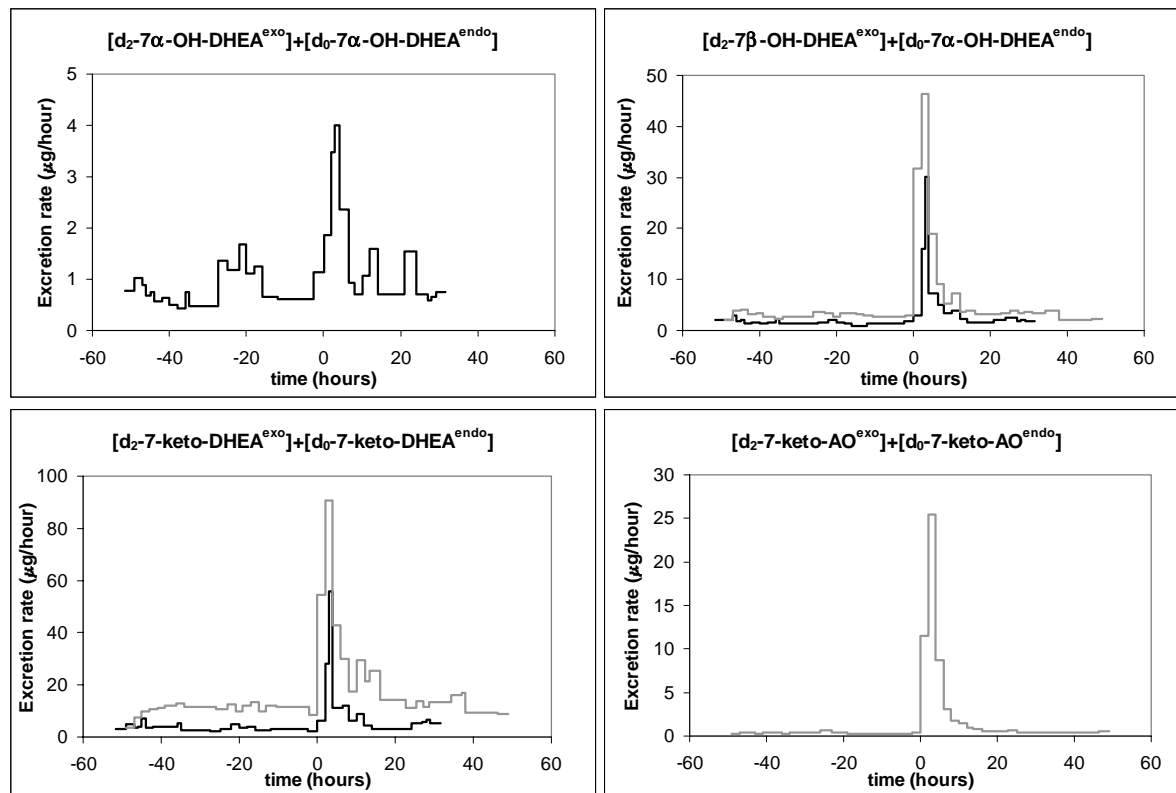 [d2-7α-OH-DHEAexo]+[d0-7α-OH-DHEAendo]
5
4
3
2
1
0
Excretion rate (µg/hour)
-60 -40 -20 0 20 40 60
time (hours)
[d2-7β-OH-DHEAexo]+[d0-7α-OH-DHEAendo]
50
40
30
20
10
0
Excretion rate (µg/hour)
-60 -40 -20 0 20 40 60
time (hours)
[d2-7-keto-DHEAexo]+[d0-7-keto-DHEAendo]
100
80
60
40
20
0
Excretion rate (µg/hour)
-60 -40 -20 0 20 40 60
time (hours)
[d2-7-keto-AOexo]+[d0-7-keto-AOendo]
30
25
20
15
10
5
0
Excretion rate (µg/hour)
-60 -40 -20 0 20 40 60
time (hours)